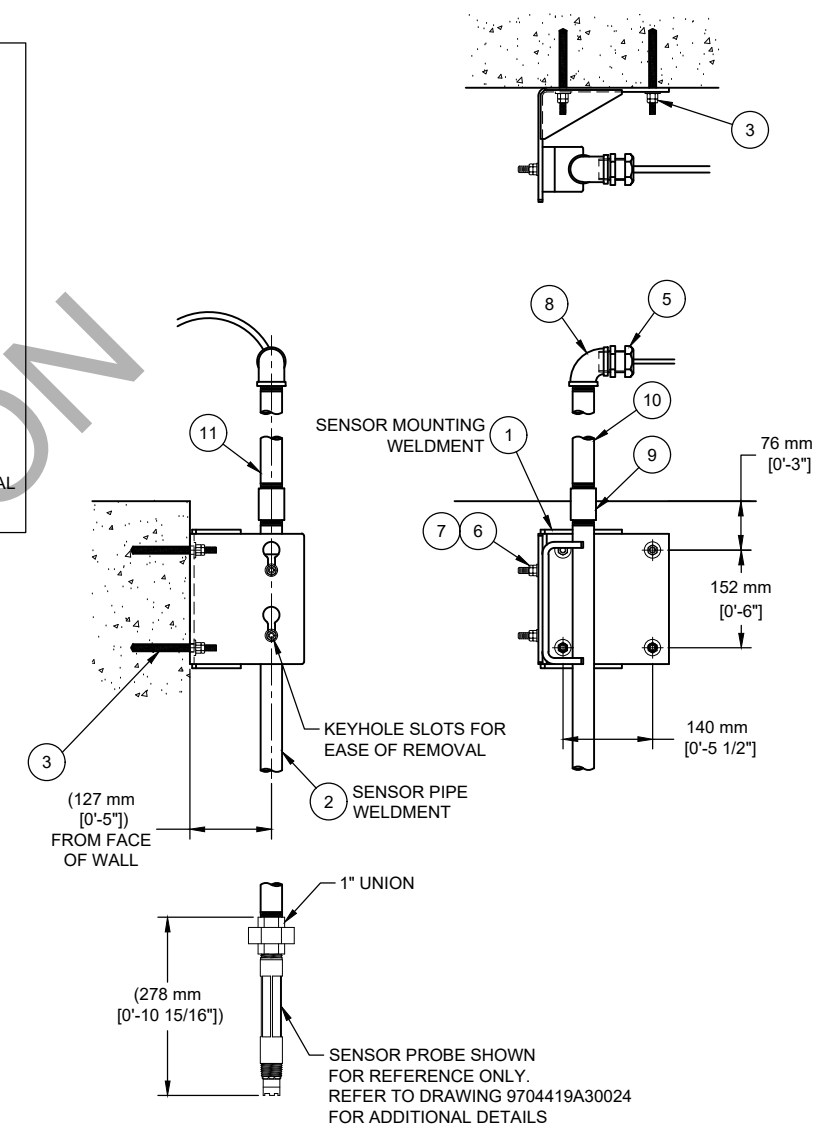 3
8
5
10
11
SENSOR MOUNTING
WELDMENT
1
9
76 mm
[0'-3"]
7
6
152 mm
[0'-6"]
140 mm
[0'-5 1/2"]
KEYHOLE SLOTS FOR
EASE OF REMOVAL
3
2
SENSOR PIPE
WELDMENT
(127 mm
[0'-5"])
FROM FACE
OF WALL
1" UNION
(278 mm
[0'-10 15/16"])
SENSOR PROBE SHOWN
FOR REFERENCE ONLY.
REFER TO DRAWING 9704419A30024
FOR ADDITIONAL DETAILS
AL
ON